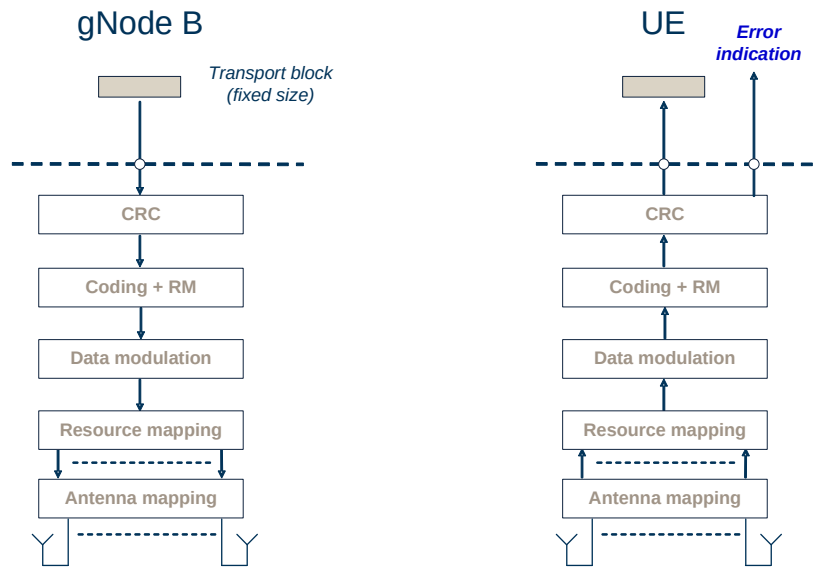 gNode B
Transport block
(fixed size)
CRC
Coding + RM
Data modulation
Resource mapping
Antenna mapping
UE
Error
indication
CRC
Coding + RM
Data modulation
Resource mapping
Antenna mapping